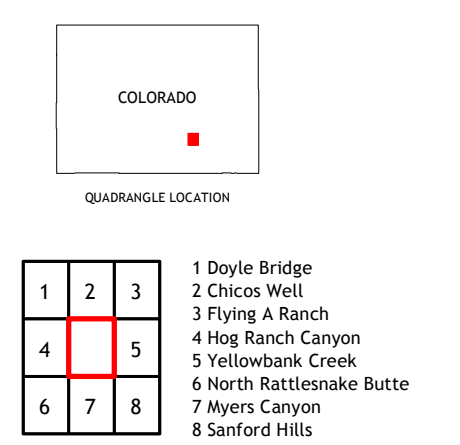 COLORADO
QUADRANGLE LOCATION
1 2 3
4 5
6 7 8
1 Doyle Bridge
2 Chicos Well
3 Flying A Ranch
4 Hog Ranch Canyon
5 Yellowbank Creek
6 North Rattlesnake Butte
7 Myers Canyon
8 Sanford Hills